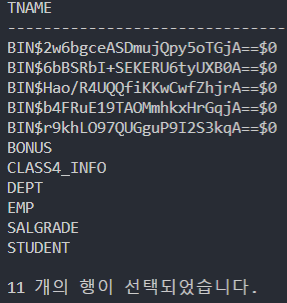 TNAME
------------------------------
BIN$2w6bgceASDmujQpy5oTGjA==$0
BIN$6bBSRbI+SEKERU6tyUXB0A==$0
BIN$Hao/R4UQQfiKKwCwfZhjrA==$0
BIN$b4FRuE19TAOMmhkxHrGqjA==$0
BIN$r9khLO97QUGguP9I2S3kqA==$0
BONUS
CLASS4_INFO
DEPT
EMP
SALGRADE
STUDENT
11 개의 행이 선택되었습니다.